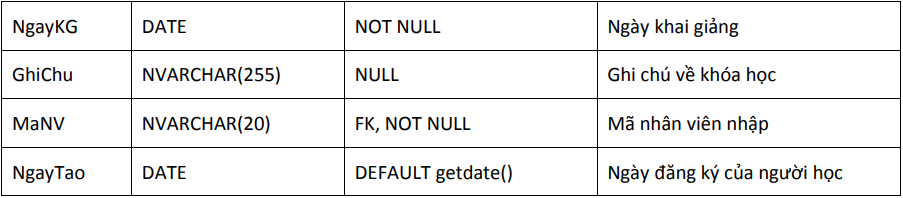 NgayKG DATE NOT NULL Ngày khai giảng
GhiChu NVARCHAR(255) NULL Ghi chú về khóa học
MaNV NVARCHAR(20) FK, NOT NULL Mã nhân viên nhập
NgayTao DATE DEFAULT getdate() Ngày đăng ký của người học